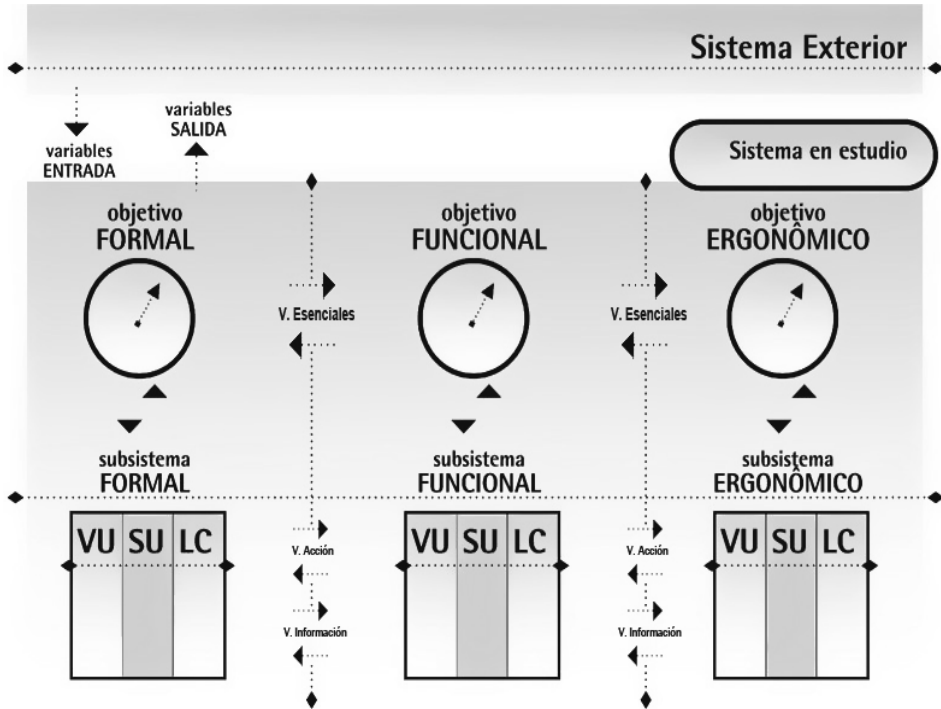 Sistema Exterior
variables
SALIDA
variables
ENTRADA
Sistema en estudio
objetivo
FORMAL
objetivo
FUNCIONAL
objetivo
ERGONÔMICO
V. Esenciales
V. Esenciales
subsistema
FORMAL
subsistema
FUNCIONAL
subsistema
ERGONÔMICO
VU SU LC
V. Acción
VU SU LC
V. Acción
VU SU LC
V. Información
V. Información